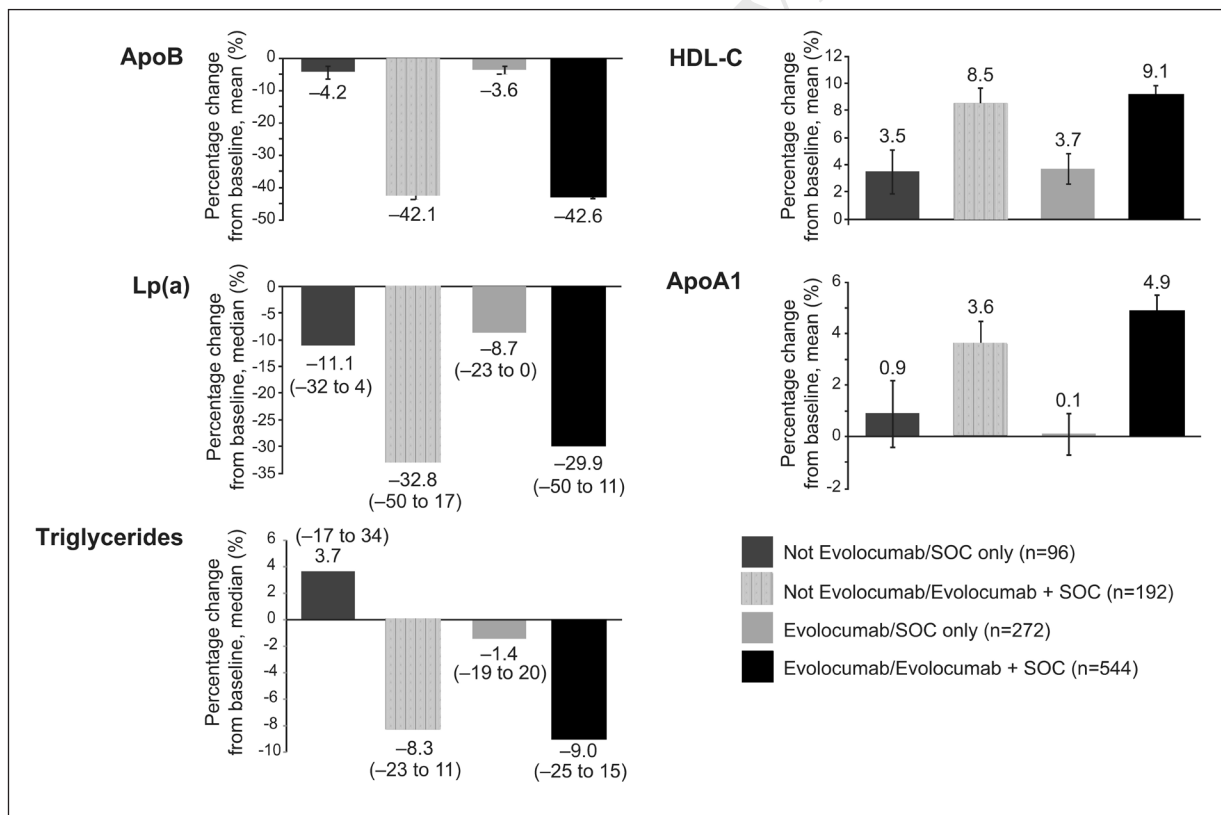 ApoB
Percentage change
from baseline, mean (%)
0
-5
-10
-15
-20
-25
-30
-35
-40
-45
-50
–4.2
–42.1
–3.6
–42.6
HDL-C
Percentage change
from baseline, mean (%)
12
10
8
6
4
2
0
3.5
8.5
3.7
9.1
Lp(a)
Percentage change
from baseline, median (%)
0
-5
-10
-15
-20
-25
-30
-35
–11.1
(–32 to 4)
–32.8
(–50 to 17)
–8.7
(–23 to 0)
–29.9
(–50 to 11)
ApoA1
Percentage change
from baseline, mean (%)
6
4
2
0
-2
0.9
3.6
0.1
4.9
Triglycerides
Percentage change
from baseline, median (%)
6
4
2
0
-2
-4
-6
-8
-10
(–17 to 34)
3.7
–8.3
(–23 to 11)
–1.4
(–19 to 20)
–9.0
(–25 to 15)
Not Evolocumab/SOC only (n=96)
Not Evolocumab/Evolocumab + SOC (n=192)
Evolocumab/SOC only (n=272)
Evolocumab/Evolocumab + SOC (n=544)